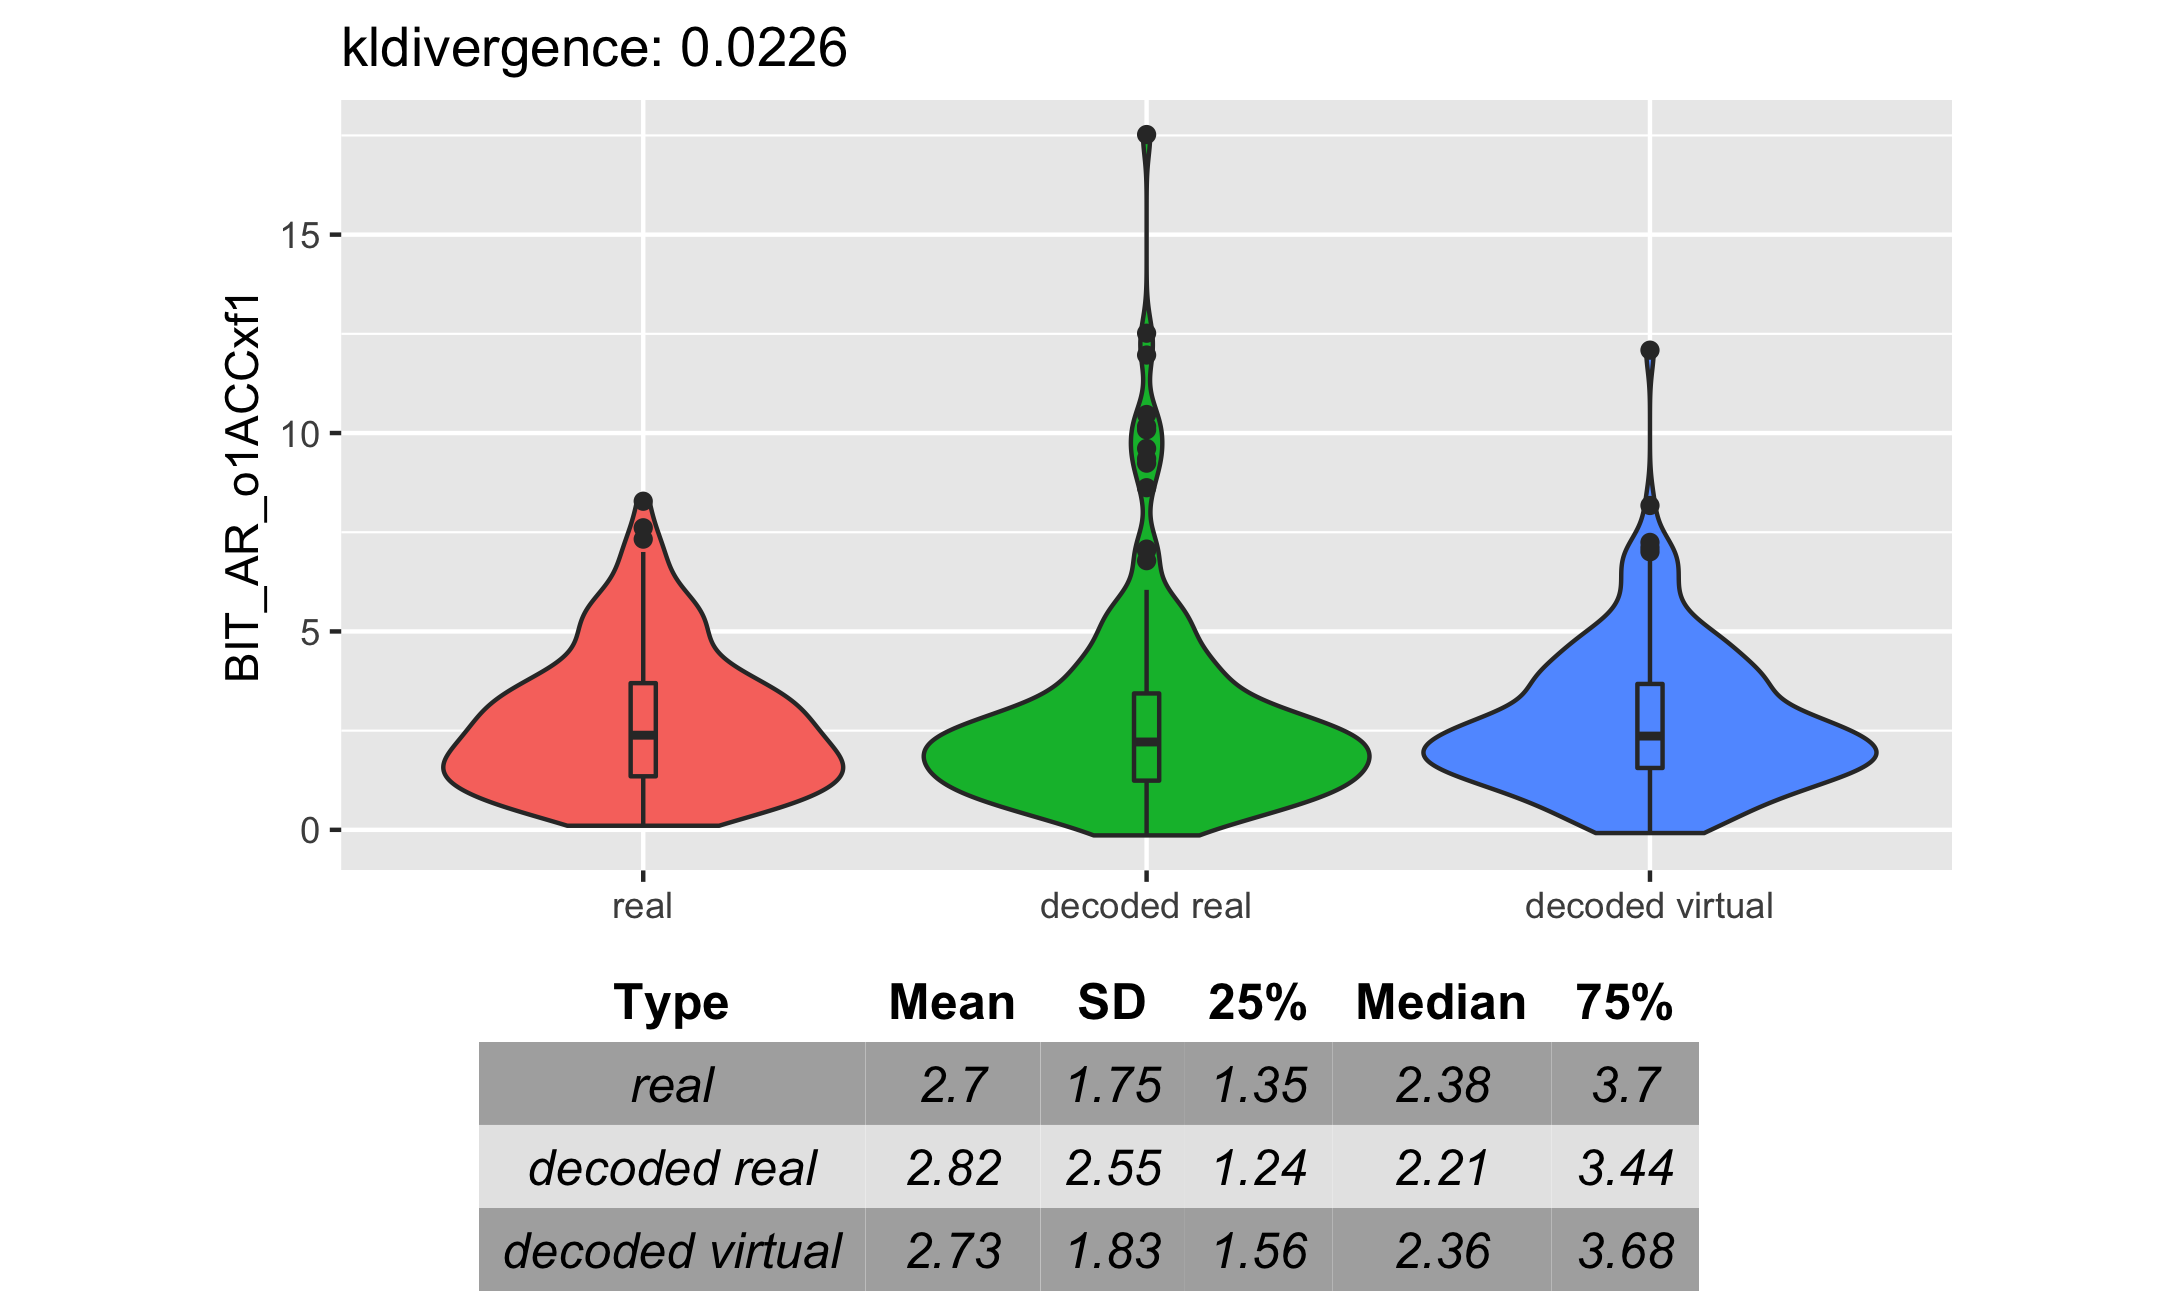 kldivergence: 0.0226
BIT_AR_o1ACCxf1
15
10
5
0
real decoded real decoded virtual
Type Mean SD 25% Median 75%
real 2.7 1.75 1.35 2.38 3.7
decoded real 2.82 2.55 1.24 2.21 3.44
decoded virtual 2.73 1.83 1.56 2.36 3.68